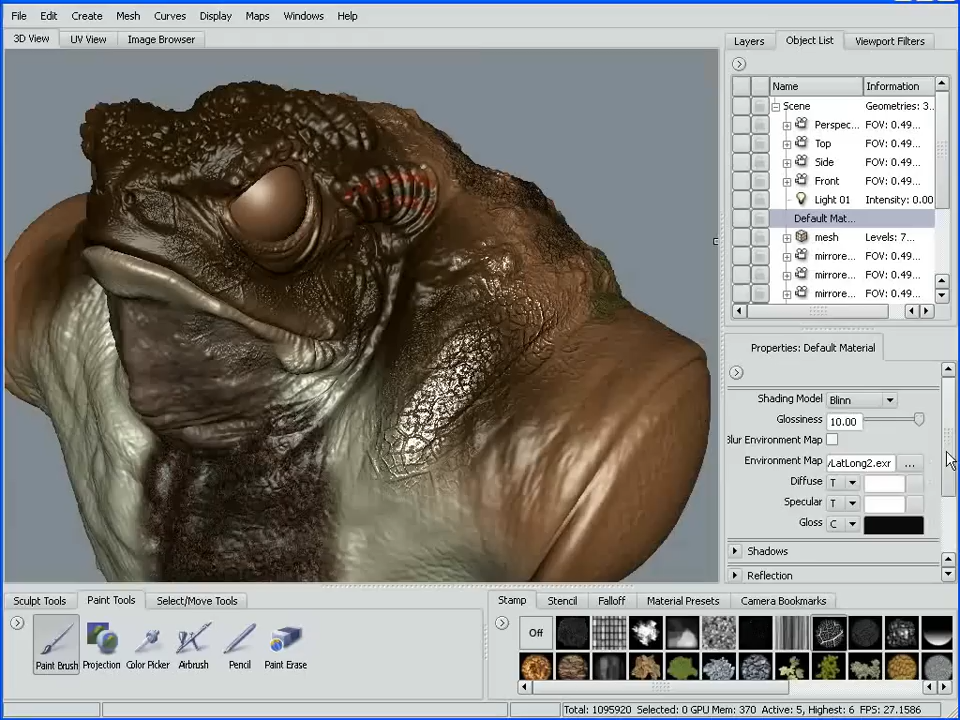 File Edit Create Mesh Curves Display Maps Windows Help
3D View UV View Image Browser
Layers Object List Viewport Filters
Name Information
Scene Geometries: 3...
Perspec... FOV: 0.49...
Top FOV: 0.49...
Side FOV: 0.49...
Front FOV: 0.49...
Light 01 Intensity: 0.00
Default Mat...
mesh Levels: 7...
mirrore... FOV: 0.49...
mirrore... FOV: 0.49...
mirrore... FOV: 0.49...
Properties: Default Material
Shading Model Blinn
Glossiness 10.00
Blur Environment Map
Environment Map /LatLong2.exr ...
Diffuse T
Specular T
Gloss C
Shadows
Reflection
Sculpt Tools Paint Tools Select/Move Tools
Paint Brush Projection Color Picker Airbrush Pencil Paint Erase
Stamp Stencil Falloff Material Presets Camera Bookmarks
Off
Total: 1095920 Selected: 0 GPU Mem: 370 Active: 5, Highest: 6 FPS: 27.1586